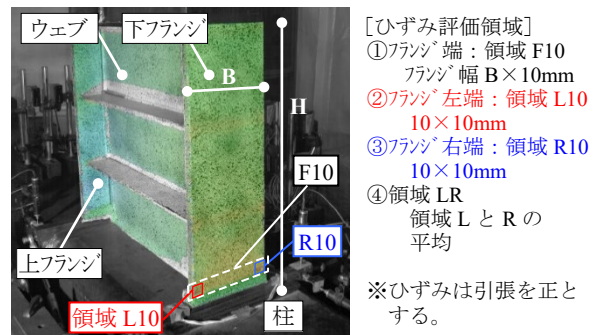 ウェブ
下フランジ
B
H
F10
R10
上フランジ
領域 L10
柱
[ひずみ評価領域]
①フランジ端：領域 F10
フランジ幅 B×10mm
②フランジ左端：領域 L10
10×10mm
③フランジ右端：領域 R10
10×10mm
④領域 LR
領域 L と R の
平均
※ひずみは引張を正と
する。